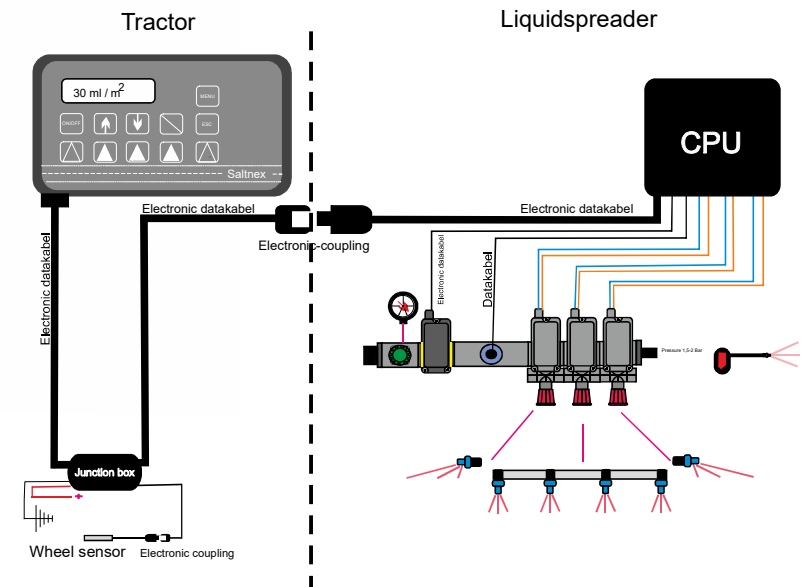 Tractor
Liquidspreader
30 ml / m2
MENU
ON/OFF
ESC
Saltnex
CPU
Electronic datakabel
Electronic datakabel
Electronic-coupling
Electronic datakabel
Electronic datakabel
Datakabel
Pressure 1,5-2 Bar
Junction box
+
Wheel sensor
Electronic coupling